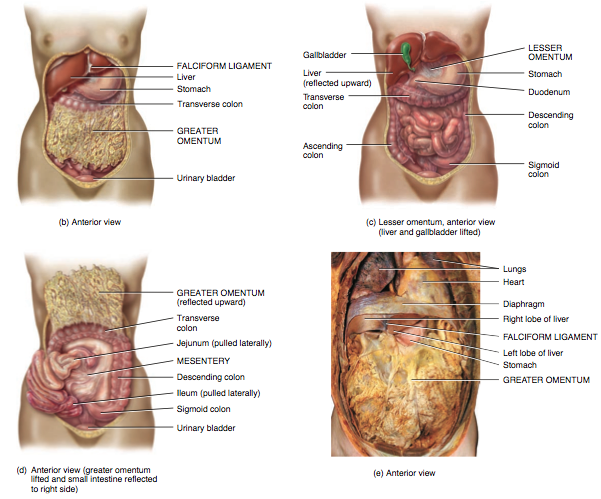 FALCIFORM LIGAMENT
Liver
Stomach
Transverse colon
GREATER
OMENTUM
Urinary bladder
(b) Anterior view
Gallbladder
Liver
(reflected upward)
Transverse
colon
Ascending
colon
LESSER
OMENTUM
Stomach
Duodenum
Descending
colon
Sigmoid
colon
(c) Lesser omentum, anterior view
(liver and gallbladder lifted)
GREATER OMENTUM
(reflected upward)
Transverse
colon
Jejunum (pulled laterally)
MESENTERY
Descending colon
Ileum (pulled laterally)
Sigmoid colon
Urinary bladder
(d) Anterior view (greater omentum
lifted and small intestine reflected
to right side)
Lungs
Heart
Diaphragm
Right lobe of liver
FALCIFORM LIGAMENT
Left lobe of liver
Stomach
GREATER OMENTUM
(e) Anterior view